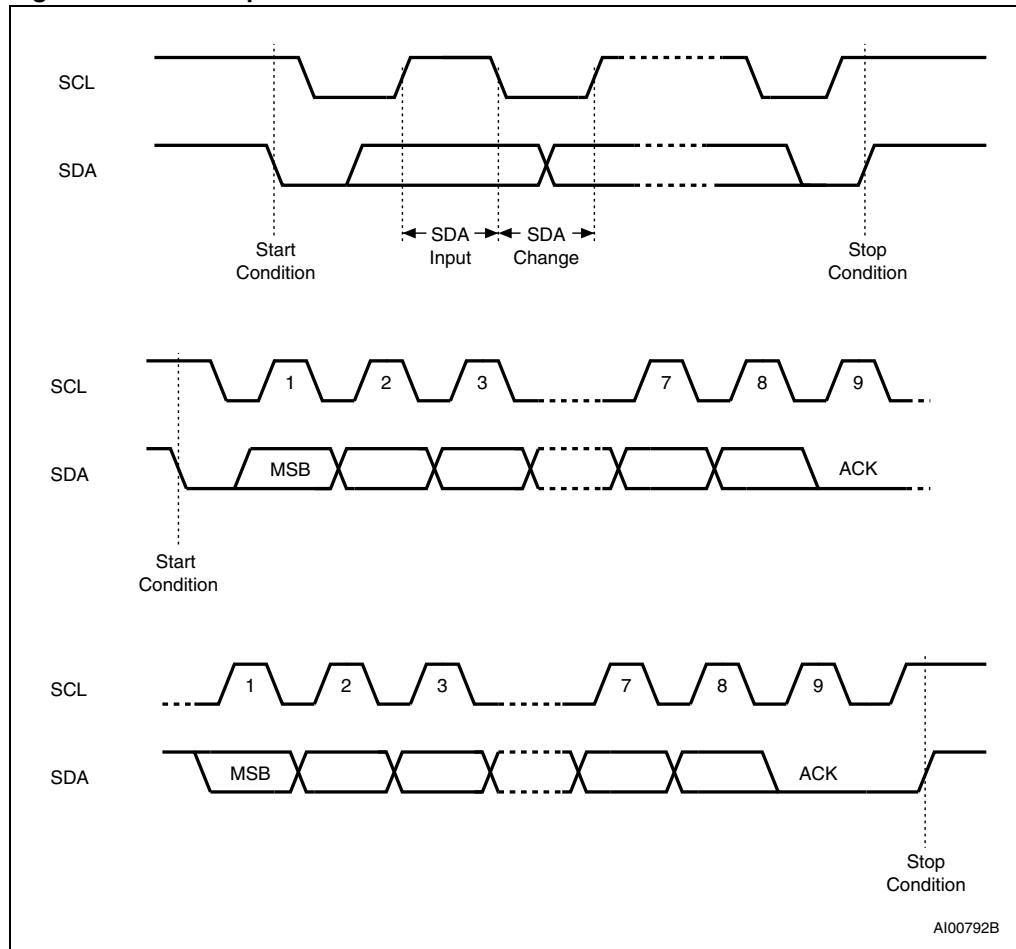 SCL
SDA
SDA Input
SDA Change
Start Condition
Stop Condition
SCL
1 2 3 7 8 9
SDA
MSB ACK
Start Condition
SCL
1 2 3 7 8 9
SDA
MSB ACK
Stop Condition
AI00792B